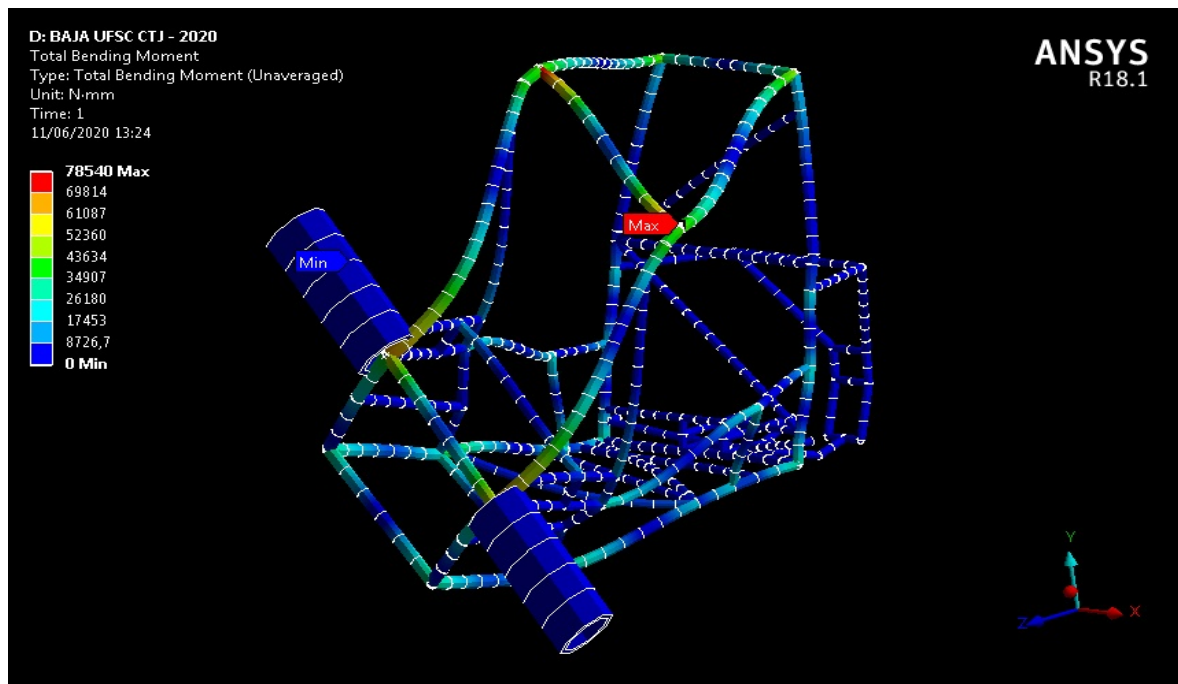 D: BAJA UFSC CTJ - 2020
Total Bending Moment
Type: Total Bending Moment (Unaveraged)
Unit: N·mm
Time: 1
11/06/2020 13:24
ANSYS
R18.1
78540 Max
69814
61087
52360
43634
34907
26180
17453
8726,7
0 Min
Max
Min
Y
Z
X